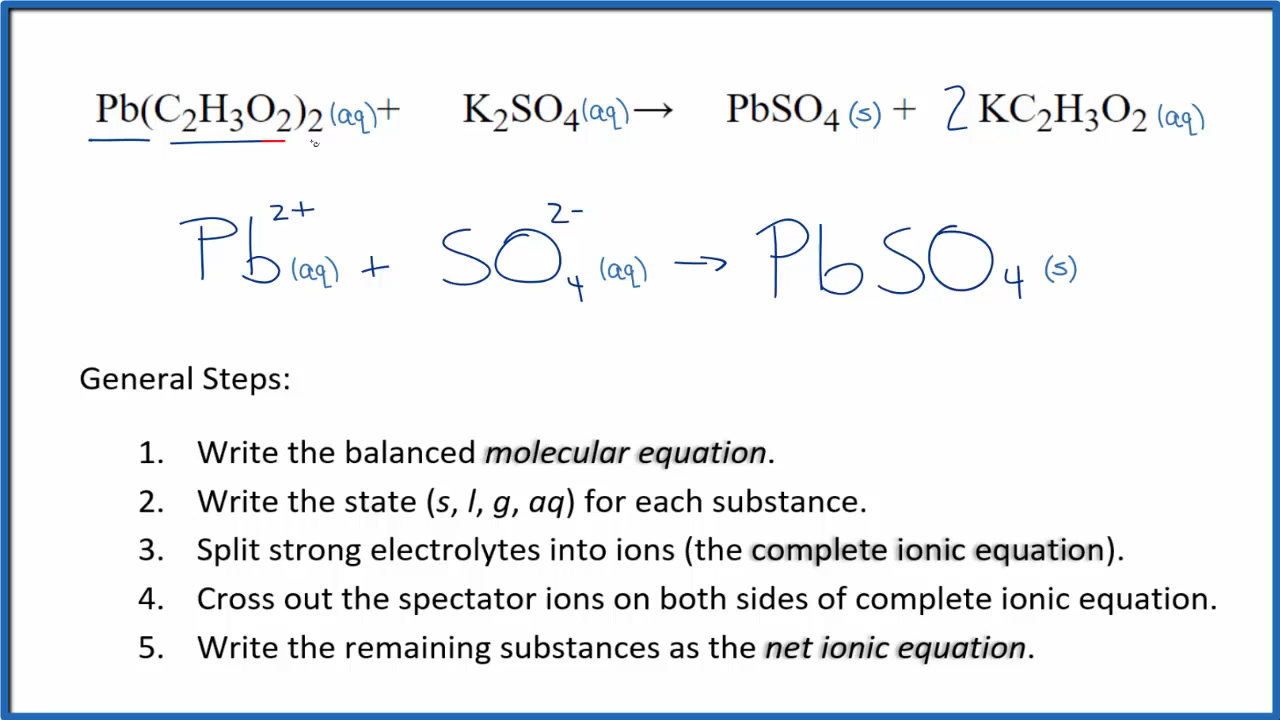 Pb(C₂H₃O₂)₂(aq) + K₂SO₄(aq) → PbSO₄(s) + 2KC₂H₃O₂(aq)
Pb²⁺(aq) + SO₄²⁻(aq) → PbSO₄(s)
General Steps:
1. Write the balanced molecular equation.
2. Write the state (s, l, g, aq) for each substance.
3. Split strong electrolytes into ions (the complete ionic equation).
4. Cross out the spectator ions on both sides of complete ionic equation.
5. Write the remaining substances as the net ionic equation.